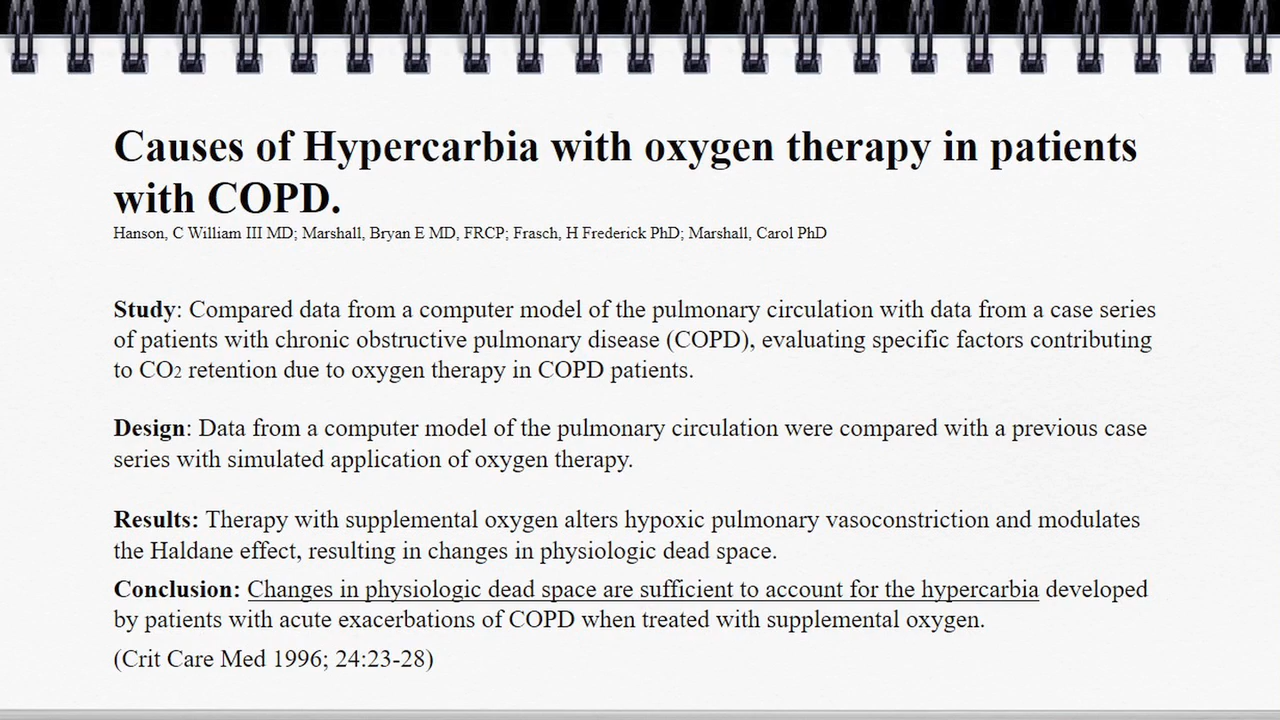 Causes of Hypercarbia with oxygen therapy in patients
with COPD.
Hanson, C William III MD; Marshall, Bryan E MD, FRCP; Frasch, H Frederick PhD; Marshall, Carol PhD
Study: Compared data from a computer model of the pulmonary circulation with data from a case series
of patients with chronic obstructive pulmonary disease (COPD), evaluating specific factors contributing
to CO2 retention due to oxygen therapy in COPD patients.
Design: Data from a computer model of the pulmonary circulation were compared with a previous case
series with simulated application of oxygen therapy.
Results: Therapy with supplemental oxygen alters hypoxic pulmonary vasoconstriction and modulates
the Haldane effect, resulting in changes in physiologic dead space.
Conclusion: Changes in physiologic dead space are sufficient to account for the hypercarbia developed
by patients with acute exacerbations of COPD when treated with supplemental oxygen.
(Crit Care Med 1996; 24:23-28)